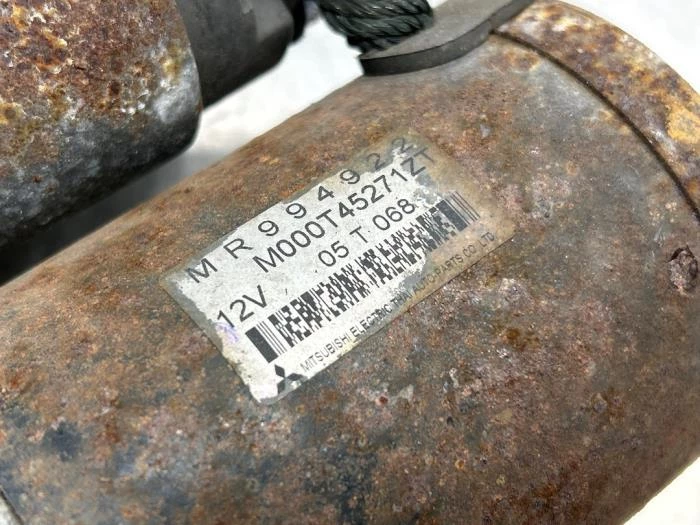 MR994922
M000T45271ZT
12V 05 T 068
MITSUBISHI ELECTRIC THAI AUTO-PARTS CO.,LTD